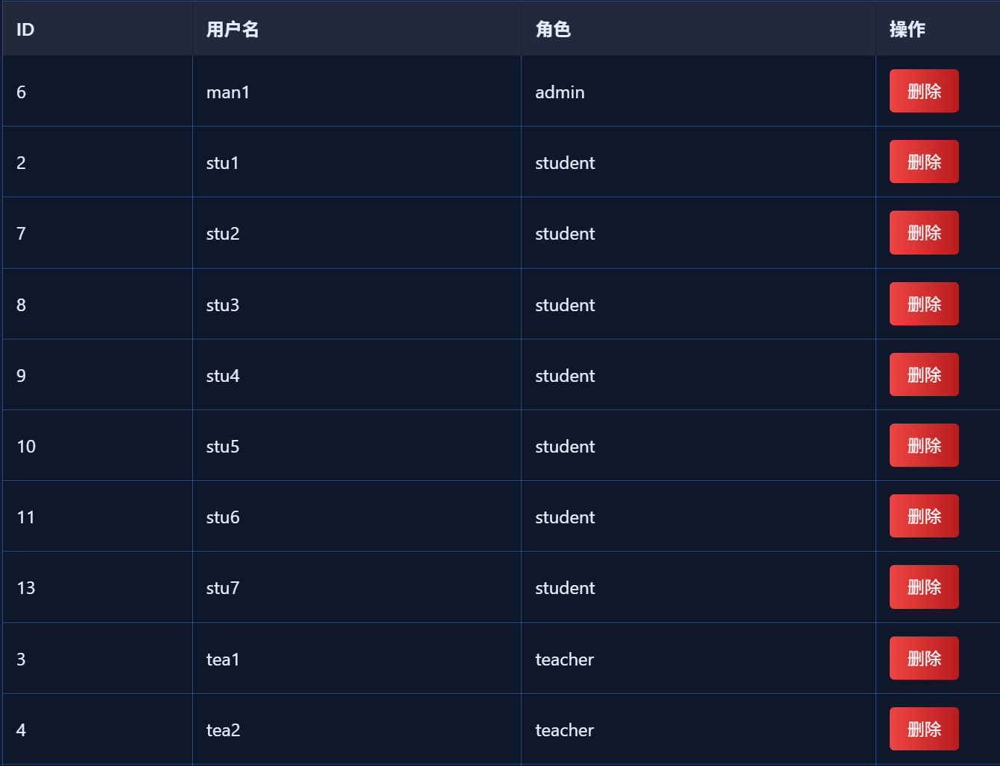 ID 用户名 角色 操作
6 man1 admin 删除
2 stu1 student 删除
7 stu2 student 删除
8 stu3 student 删除
9 stu4 student 删除
10 stu5 student 删除
11 stu6 student 删除
13 stu7 student 删除
3 tea1 teacher 删除
4 tea2 teacher 删除